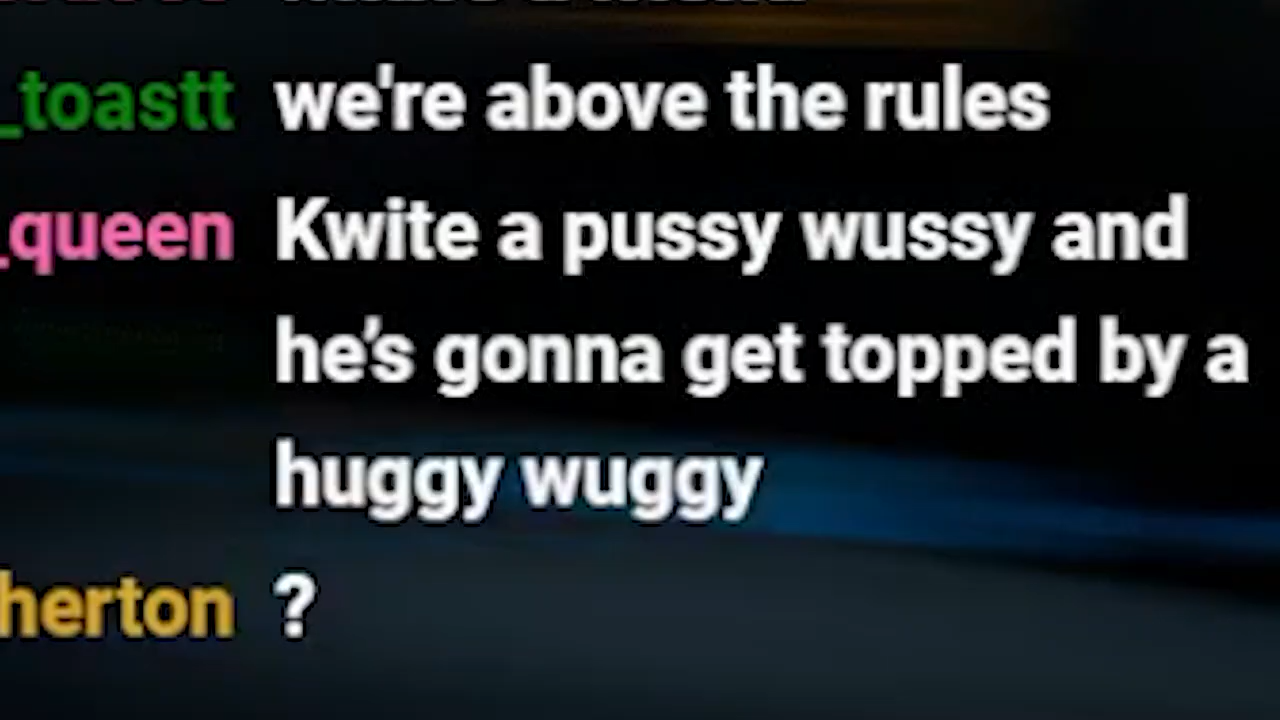 _toastt we're above the rules
_queen Kwite a pussy wussy and
he’s gonna get topped by a
huggy wuggy
herton ?